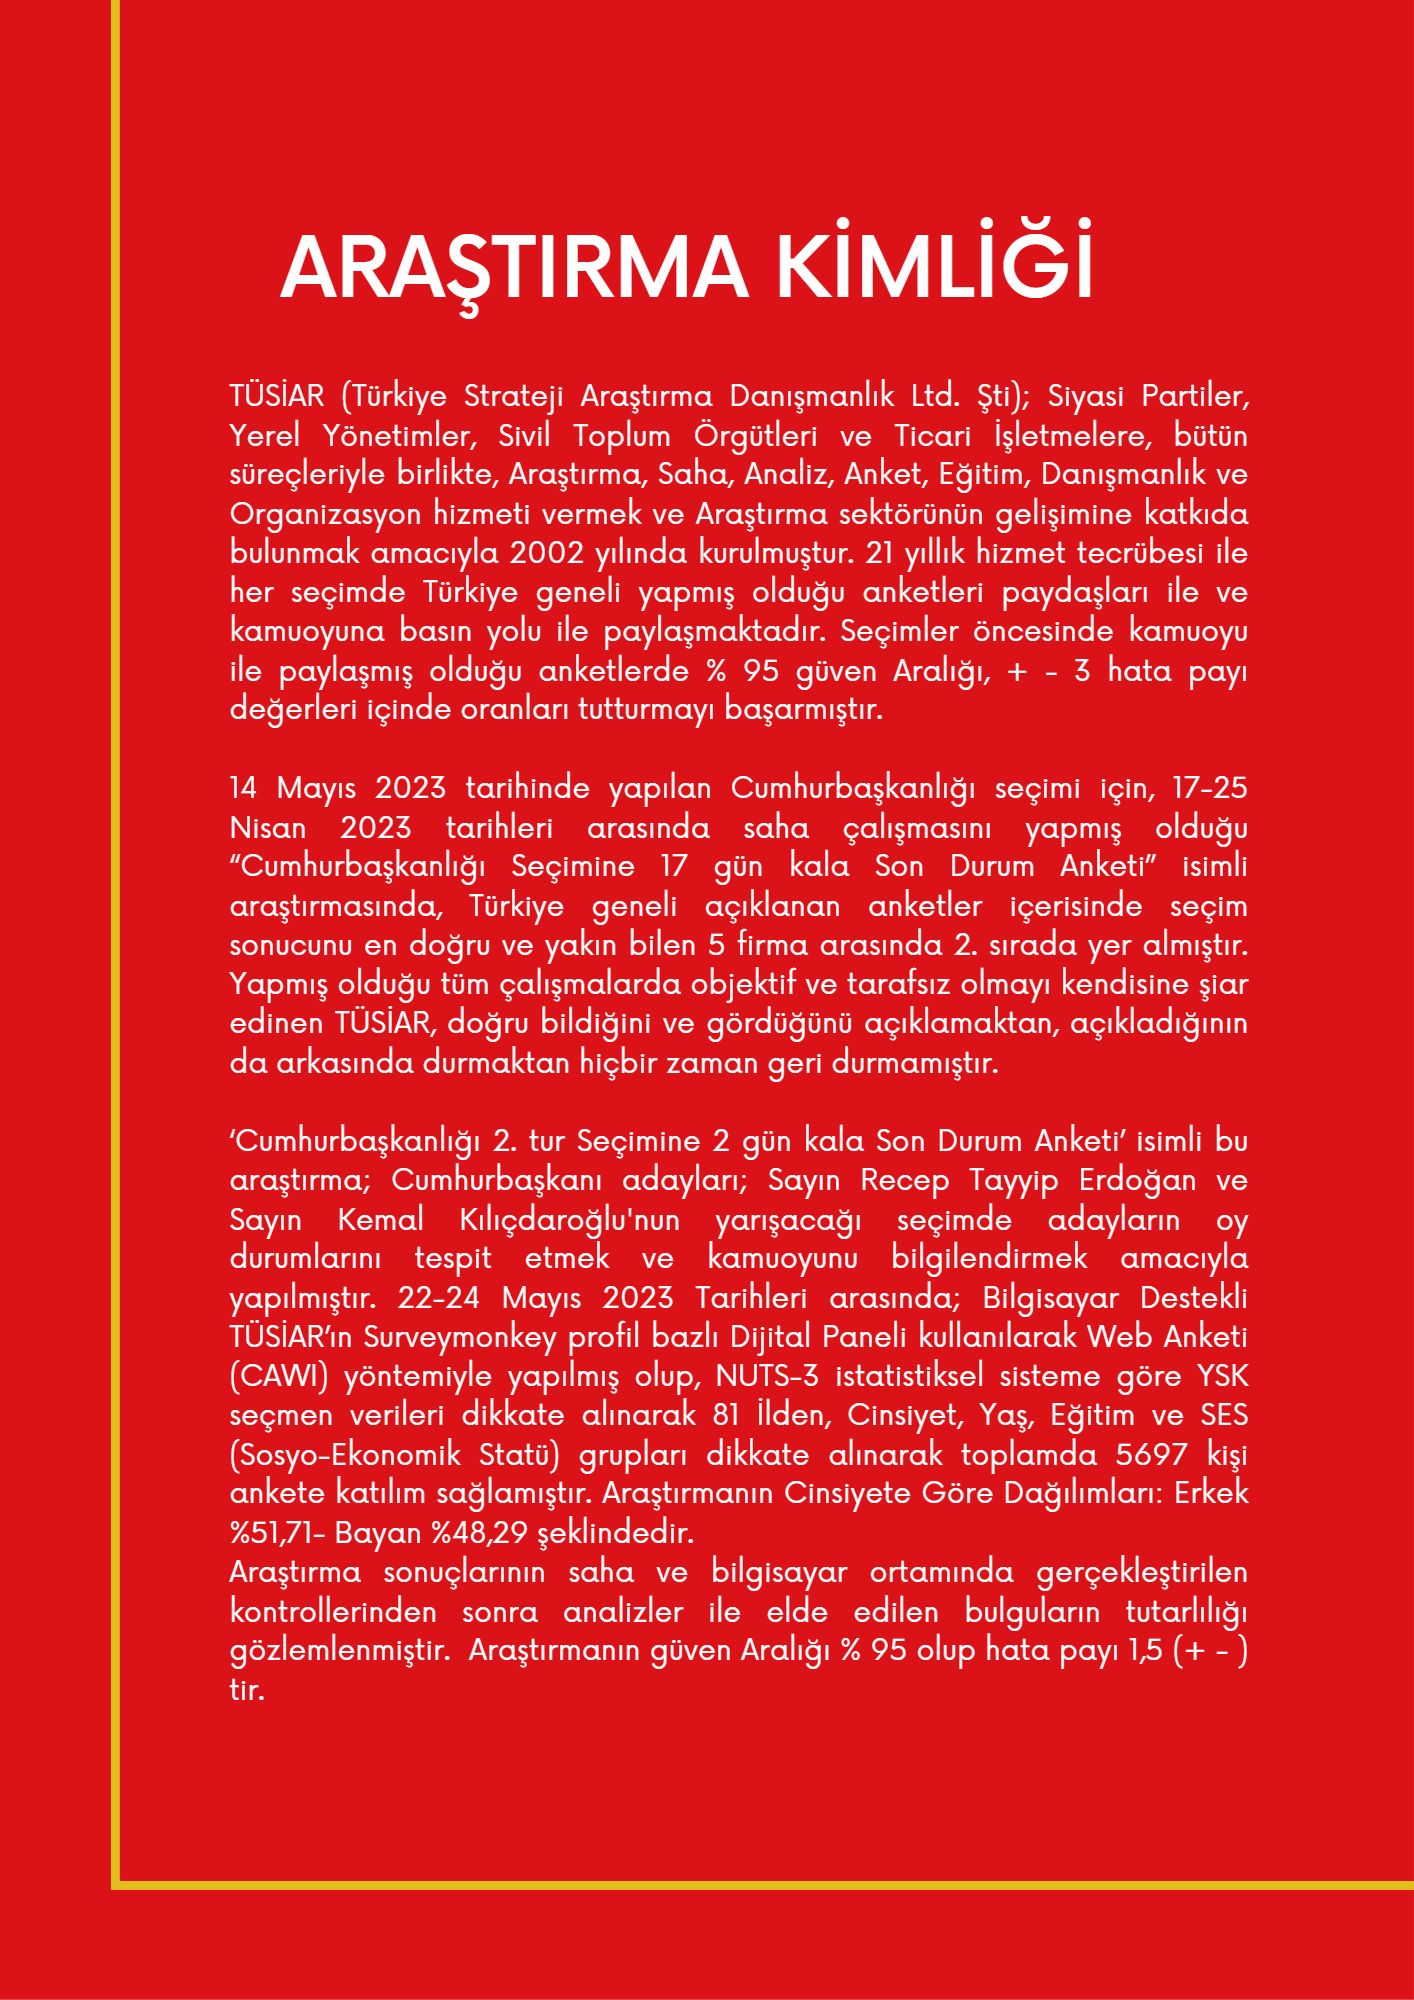 ARAŞTIRMA KİMLİĞİ
TÜSİAR (Türkiye Strateji Araştırma Danışmanlık Ltd. Şti); Siyasi Partiler,
Yerel Yönetimler, Sivil Toplum Örgütleri ve Ticari İşletmelere, bütün
süreçleriyle birlikte, Araştırma, Saha, Analiz, Anket, Eğitim, Danışmanlık ve
Organizasyon hizmeti vermek ve Araştırma sektörünün gelişimine katkıda
bulunmak amacıyla 2002 yılında kurulmuştur. 21 yıllık hizmet tecrübesi ile
her seçimde Türkiye geneli yapmış olduğu anketleri paydaşları ile ve
kamuoyuna basın yolu ile paylaşmaktadır. Seçimler öncesinde kamuoyu
ile paylaşmış olduğu anketlerde % 95 güven Aralığı, + - 3 hata payı
değerleri içinde oranları tutturmayı başarmıştır.
14 Mayıs 2023 tarihinde yapılan Cumhurbaşkanlığı seçimi için, 17-25
Nisan 2023 tarihleri arasında saha çalışmasını yapmış olduğu
“Cumhurbaşkanlığı Seçimine 17 gün kala Son Durum Anketi” isimli
araştırmasında, Türkiye geneli açıklanan anketler içerisinde seçim
sonucunu en doğru ve yakın bilen 5 firma arasında 2. sırada yer almıştır.
Yapmış olduğu tüm çalışmalarda objektif ve tarafsız olmayı kendisine şiar
edinen TÜSİAR, doğru bildiğini ve gördüğünü açıklamaktan, açıkladığının
da arkasında durmaktan hiçbir zaman geri durmamıştır.
‘Cumhurbaşkanlığı 2. tur Seçimine 2 gün kala Son Durum Anketi’ isimli bu
araştırma; Cumhurbaşkanı adayları; Sayın Recep Tayyip Erdoğan ve
Sayın Kemal Kılıçdaroğlu'nun yarışacağı seçimde adayların oy
durumlarını tespit etmek ve kamuoyunu bilgilendirmek amacıyla
yapılmıştır. 22-24 Mayıs 2023 Tarihleri arasında; Bilgisayar Destekli
TÜSİAR’ın Surveymonkey profil bazlı Dijital Paneli kullanılarak Web Anketi
(CAWI) yöntemiyle yapılmış olup, NUTS-3 istatistiksel sisteme göre YSK
seçmen verileri dikkate alınarak 81 İlden, Cinsiyet, Yaş, Eğitim ve SES
(Sosyo-Ekonomik Statü) grupları dikkate alınarak toplamda 5697 kişi
ankete katılım sağlamıştır. Araştırmanın Cinsiyete Göre Dağılımları: Erkek
%51,71- Bayan %48,29 şeklindedir.
Araştırma sonuçlarının saha ve bilgisayar ortamında gerçekleştirilen
kontrollerinden sonra analizler ile elde edilen bulguların tutarlılığı
gözlemlenmiştir. Araştırmanın güven Aralığı % 95 olup hata payı 1,5 (+ - )
tir.